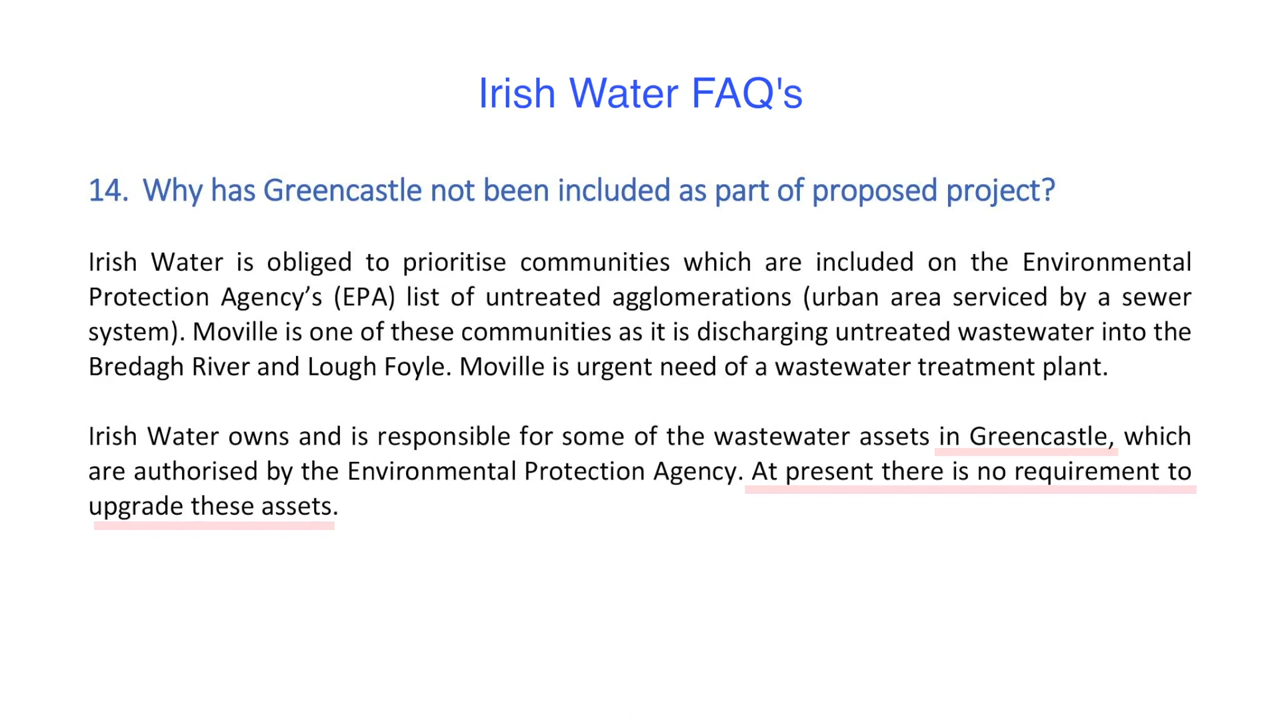 Irish Water FAQ's
14. Why has Greencastle not been included as part of proposed project?
Irish Water is obliged to prioritise communities which are included on the Environmental
Protection Agency’s (EPA) list of untreated agglomerations (urban area serviced by a sewer
system). Moville is one of these communities as it is discharging untreated wastewater into the
Bredagh River and Lough Foyle. Moville is urgent need of a wastewater treatment plant.
Irish Water owns and is responsible for some of the wastewater assets in Greencastle, which
are authorised by the Environmental Protection Agency. At present there is no requirement to
upgrade these assets.